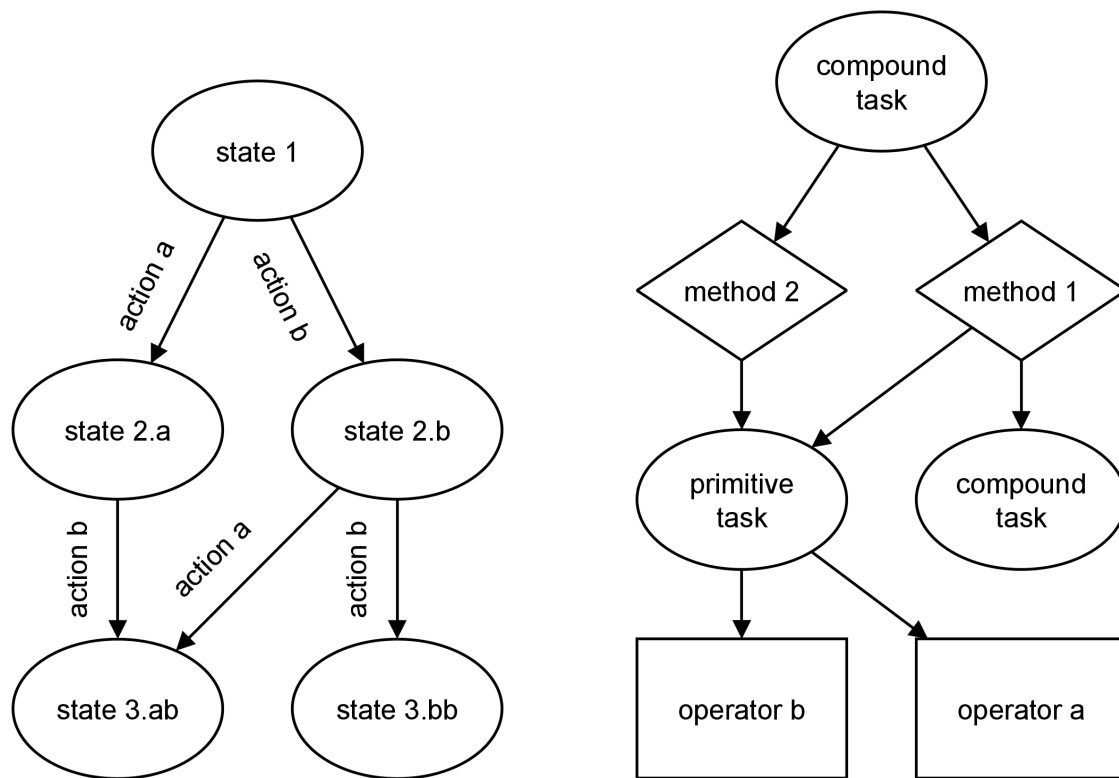 state 1
action a
action b
state 2.a
state 2.b
action b
action a
action b
state 3.ab
state 3.bb
compound
task
method 2
method 1
primitive
task
compound
task
operator b
operator a